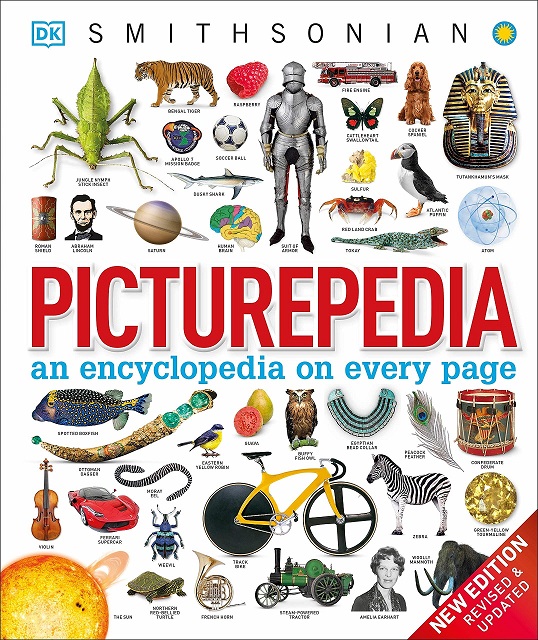 DK
SMITHSONIAN
BENGAL TIGER
RASPBERRY
FIRE ENGINE
COCKER
SPANIEL
CATTLEHEART
SWALLOWTAIL
APOLLO 7
MISSION BADGE
SOCCER BALL
JUNGLE NYMPH
STICK INSECT
TUTANKHAMUN'S MASK
SULFUR
DUSKY SHARK
ATLANTIC
PUFFIN
RED LAND CRAB
ROMAN
SHIELD
ABRAHAM
LINCOLN
SATURN
HUMAN
BRAIN
SUIT OF
ARMOR
TOKAY
ATOM
PICTUREPEDIA
an encyclopedia on every page
SPOTTED BOXFISH
GUAVA
BUFFY
FISH OWL
EGYPTIAN
BEAD COLLAR
PEACOCK
FEATHER
CONFEDERATE
DRUM
EASTERN
YELLOW ROBIN
OTTOMAN
DAGGER
MORAY
EEL
VIOLIN
FERRARI
SUPERCAR
WEEVIL
TRACK
BIKE
ZEBRA
GREEN-YELLOW
TOURMALINE
WOOLLY
MAMMOTH
THE SUN
NORTHERN
RED-BELLIED
TURTLE
FRENCH HORN
STEAM-POWERED
TRACTOR
AMELIA EARHART
NEW EDITION
REVISED &
UPDATED